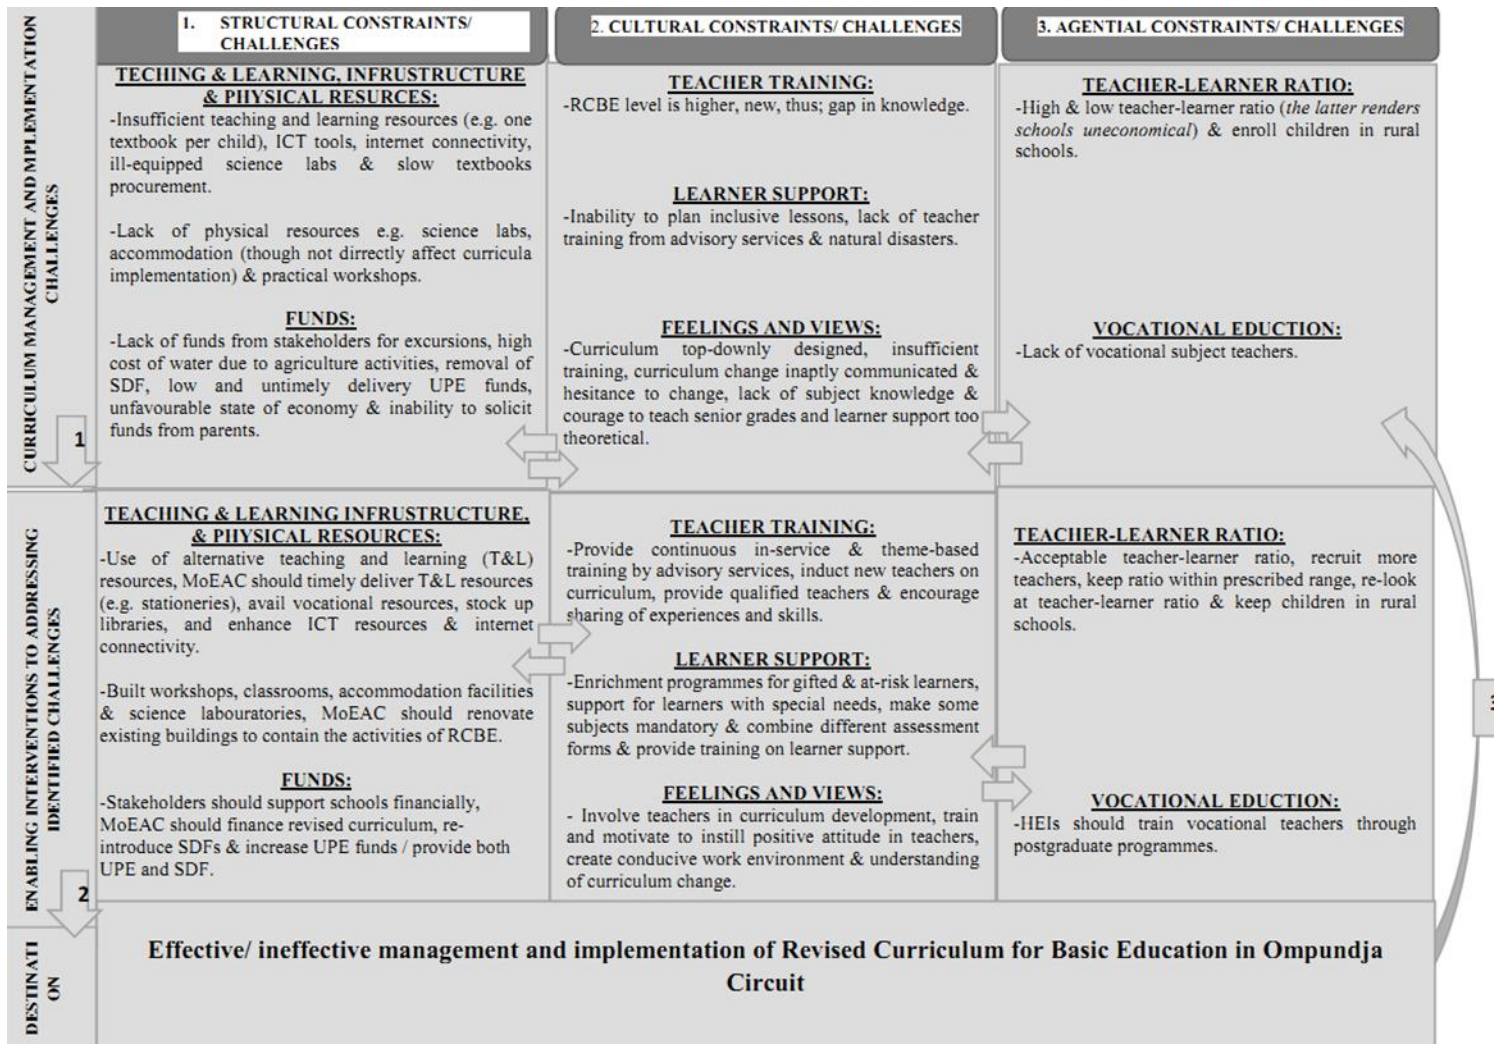 CURRICULUM MANAGEMENT AND MPLEMENTATION
CHALLENGES
1. STRUCTURAL CONSTRAINTS/
CHALLENGES
2. CULTURAL CONSTRAINTS/ CHALLENGES
3. AGENTIAL CONSTRAINTS/ CHALLENGES
TECHING & LEARNING, INFRUSTRUCTURE
& PHYSICAL RESURCES:
-Insufficient teaching and learning resources (e.g. one
textbook per child), ICT tools, internet connectivity,
ill-equipped science labs & slow textbooks
procurement.
-Lack of physical resources e.g. science labs,
accommodation (though not dirrectly affect curricula
implementation) & practical workshops.
FUNDS:
-Lack of funds from stakeholders for excursions, high
cost of water due to agriculture activities, removal of
SDF, low and untimely delivery UPE funds,
unfavourable state of economy & inability to solicit
funds from parents.
TEACHER TRAINING:
-RCBE level is higher, new, thus; gap in knowledge.
LEARNER SUPPORT:
-Inability to plan inclusive lessons, lack of teacher
training from advisory services & natural disasters.
FEELINGS AND VIEWS:
-Curriculum top-downly designed, insufficient
training, curriculum change inaptly communicated &
hesitance to change, lack of subject knowledge &
courage to teach senior grades and learner support too
theoretical.
TEACHER-LEARNER RATIO:
-High & low teacher-learner ratio (the latter renders
schools uneconomical) & enroll children in rural
schools.
VOCATIONAL EDUCTION:
-Lack of vocational subject teachers.
1
ENABLING INTERVENTIONS TO ADDRESSING
IDENTIFIED CHALLENGES
TEACHING & LEARNING INFRUSTRUCTURE,
& PHYSICAL RESOURCES:
-Use of alternative teaching and learning (T&L)
resources, MoEAC should timely deliver T&L resources
(e.g. stationeries), avail vocational resources, stock up
libraries, and enhance ICT resources & internet
connectivity.
-Built workshops, classrooms, accommodation facilities
& science labouratories, MoEAC should renovate
existing buildings to contain the activities of RCBE.
FUNDS:
-Stakeholders should support schools financially,
MoEAC should finance revised curriculum, re-
introduce SDFs & increase UPE funds / provide both
UPE and SDF.
TEACHER TRAINING:
-Provide continuous in-service & theme-based
training by advisory services, induct new teachers on
curriculum, provide qualified teachers & encourage
sharing of experiences and skills.
LEARNER SUPPORT:
-Enrichment programmes for gifted & at-risk learners,
support for learners with special needs, make some
subjects mandatory & combine different assessment
forms & provide training on learner support.
FEELINGS AND VIEWS:
- Involve teachers in curriculum development, train
and motivate to instill positive attitude in teachers,
create conducive work environment & understanding
of curriculum change.
TEACHER-LEARNER RATIO:
-Acceptable teacher-learner ratio, recruit more
teachers, keep ratio within prescribed range, re-look
at teacher-learner ratio & keep children in rural
schools.
VOCATIONAL EDUCTION:
-HEIs should train vocational teachers through
postgraduate programmes.
2
DESTINATI
ON
Effective/ ineffective management and implementation of Revised Curriculum for Basic Education in Ompundja
Circuit